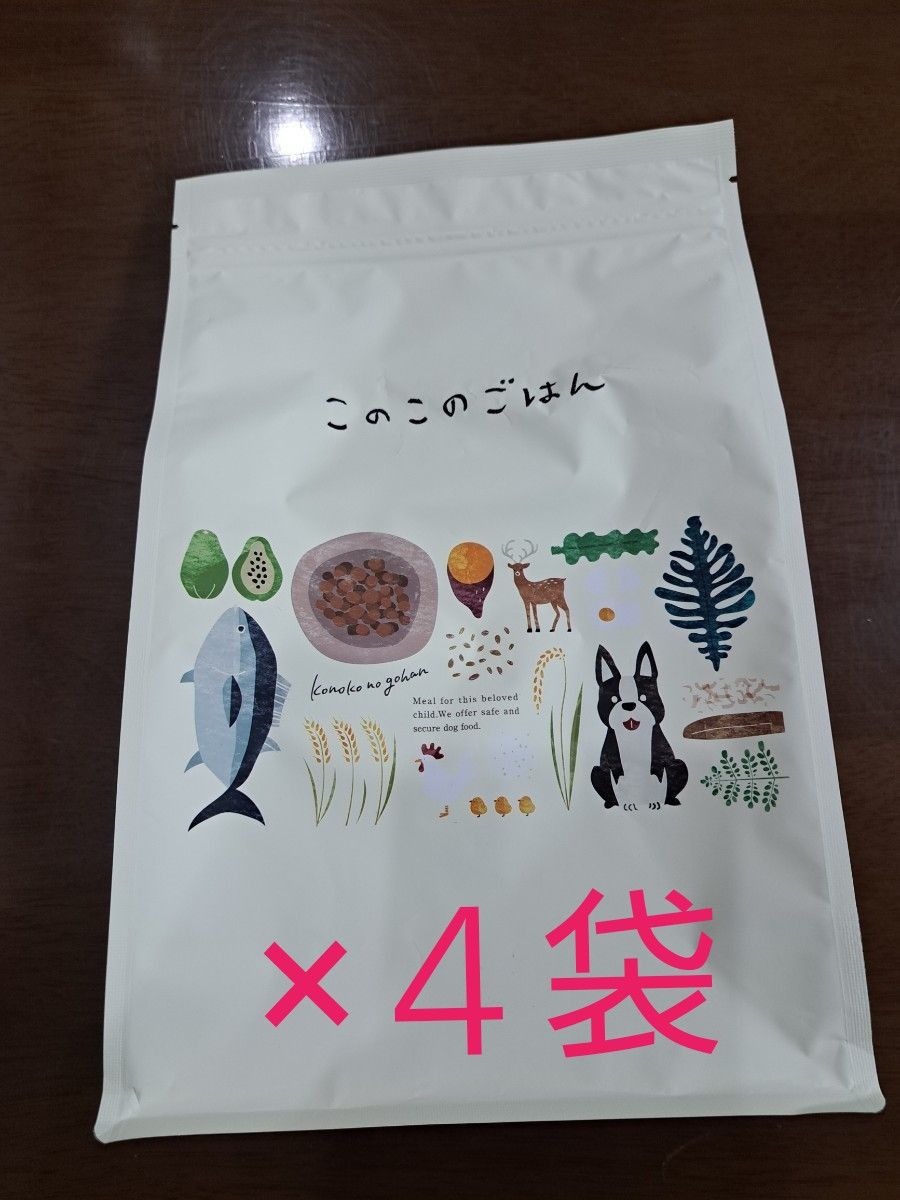 このこのごはん
konoko no gohan
Meal for this beloved
child.We offer safe and
secure dog food.
×４袋